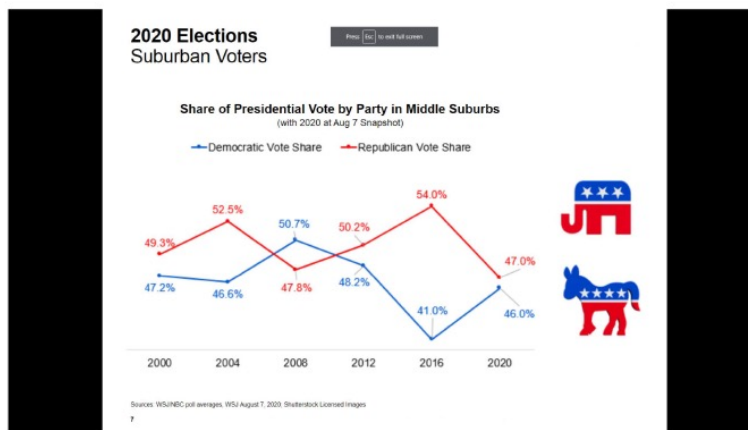 2020 Elections
Press Esc to exit full screen
Suburban Voters
Share of Presidential Vote by Party in Middle Suburbs
(with 2020 at Aug 7 Snapshot)
Democratic Vote Share Republican Vote Share
54.0%
52.5%
50.7%
50.2%
49.3%
47.0%
47.2%
46.6%
47.8%
48.2%
41.0%
46.0%
2000 2004 2008 2012 2016 2020
Sources: WSJ/NBC poll averages, WSJ August 7, 2020, Shutterstock Licensed Images
7